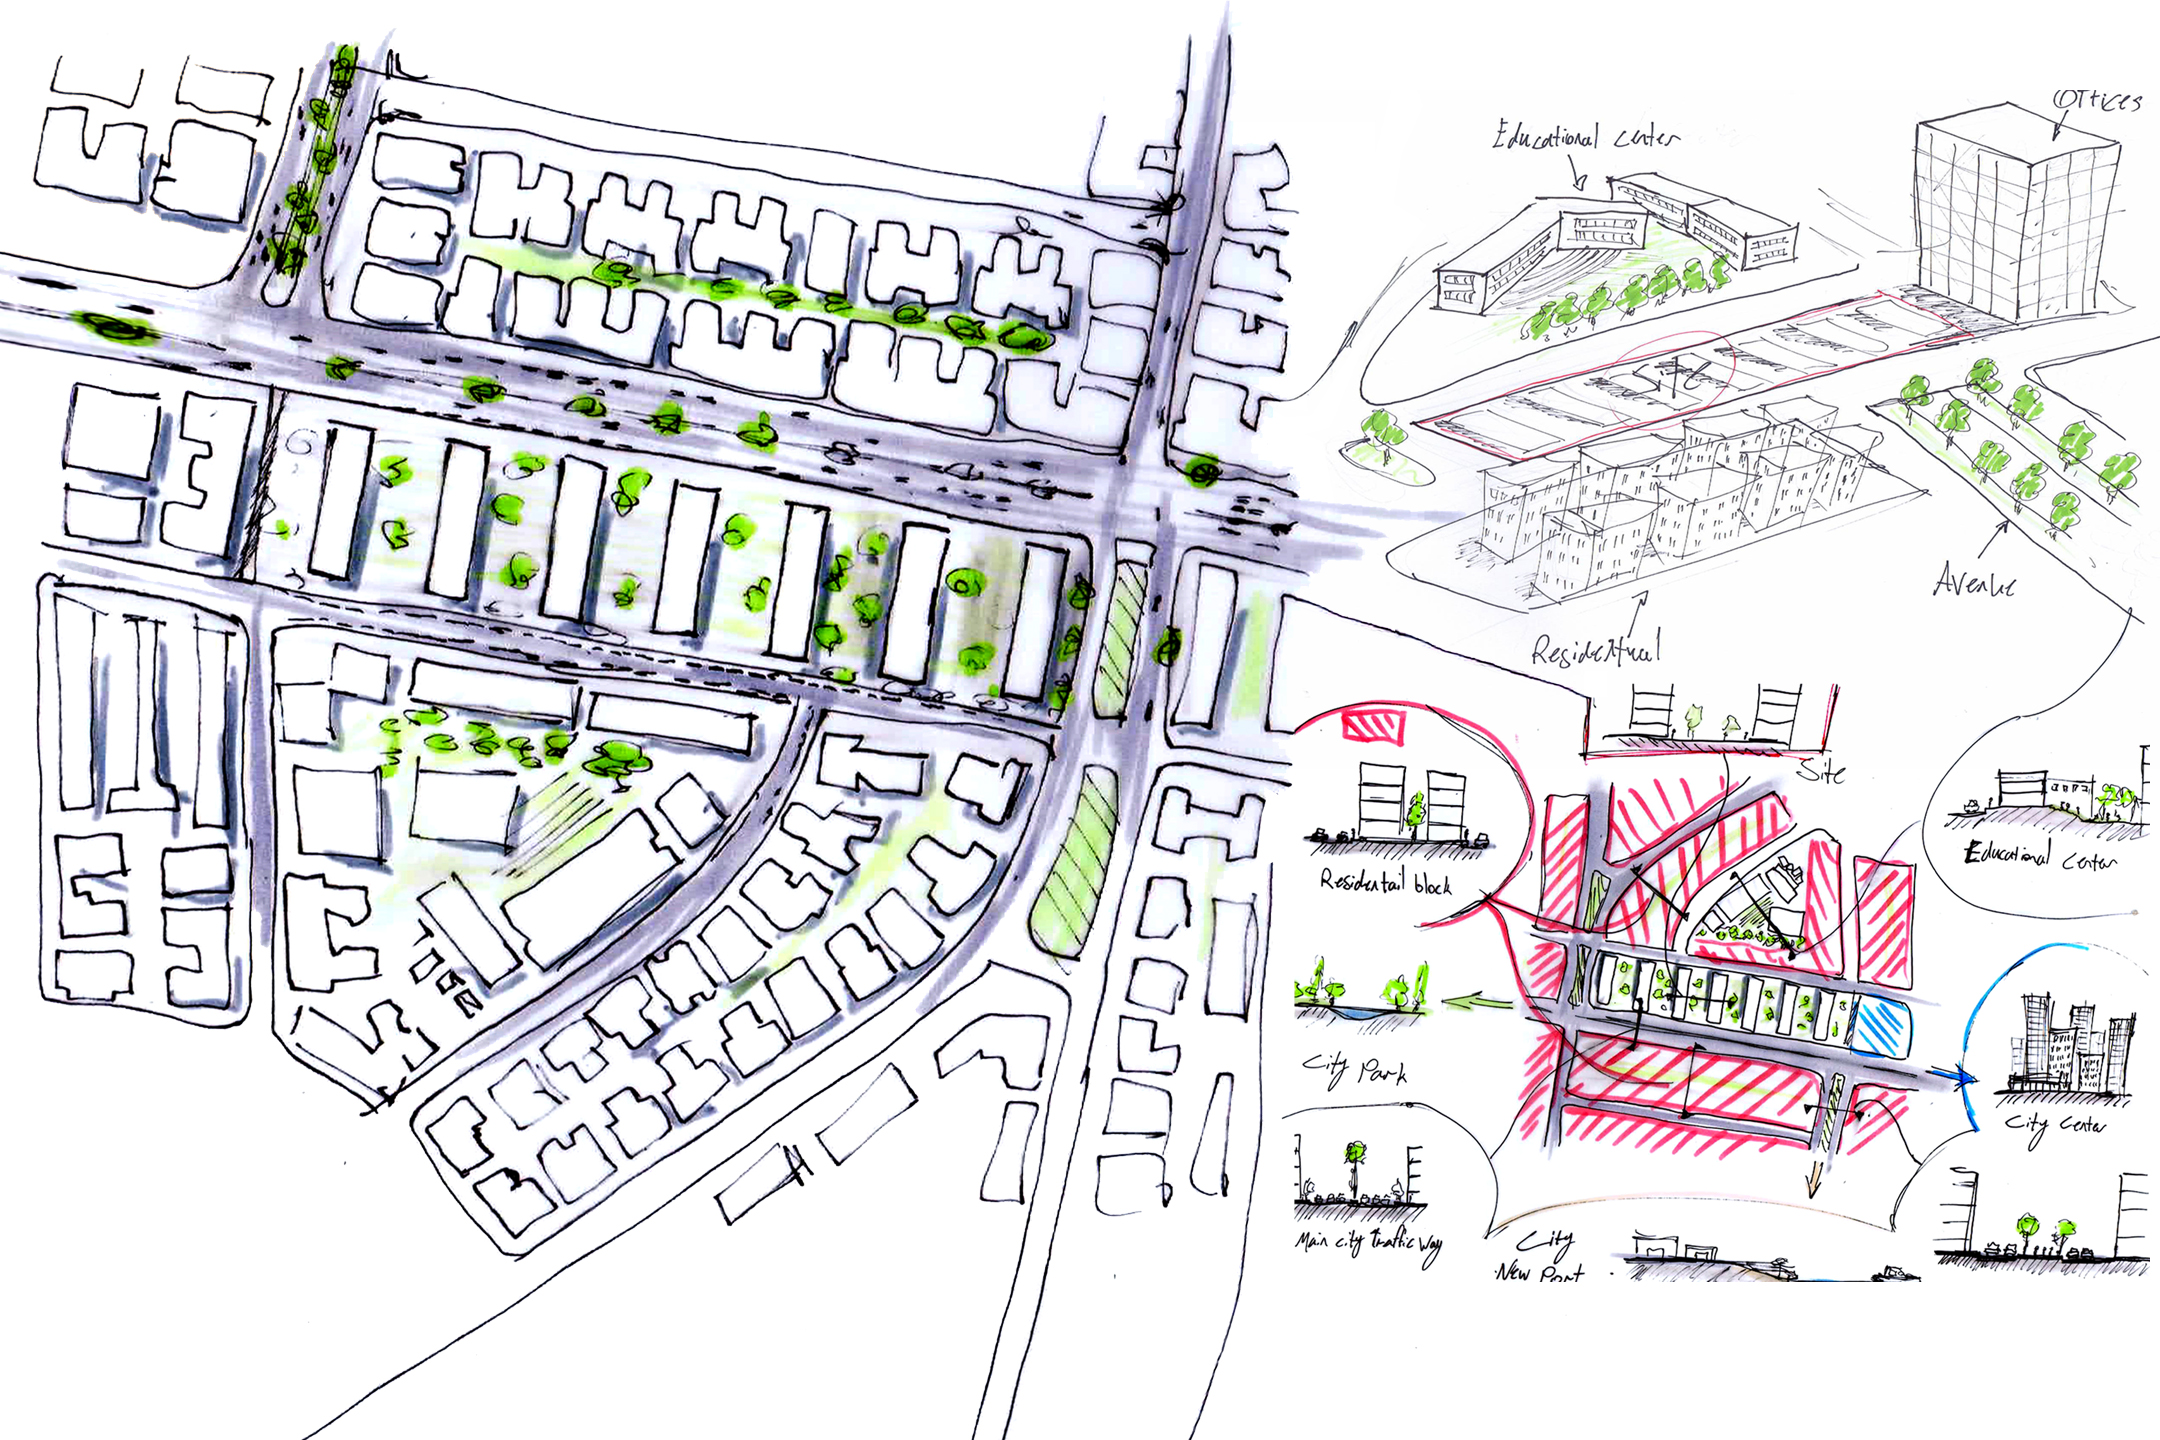 Offices
Educational center
Site
Avenue
Residential
Site
Residentail block
Educational center
City Park
City center
Main city traffic way
City
New Port